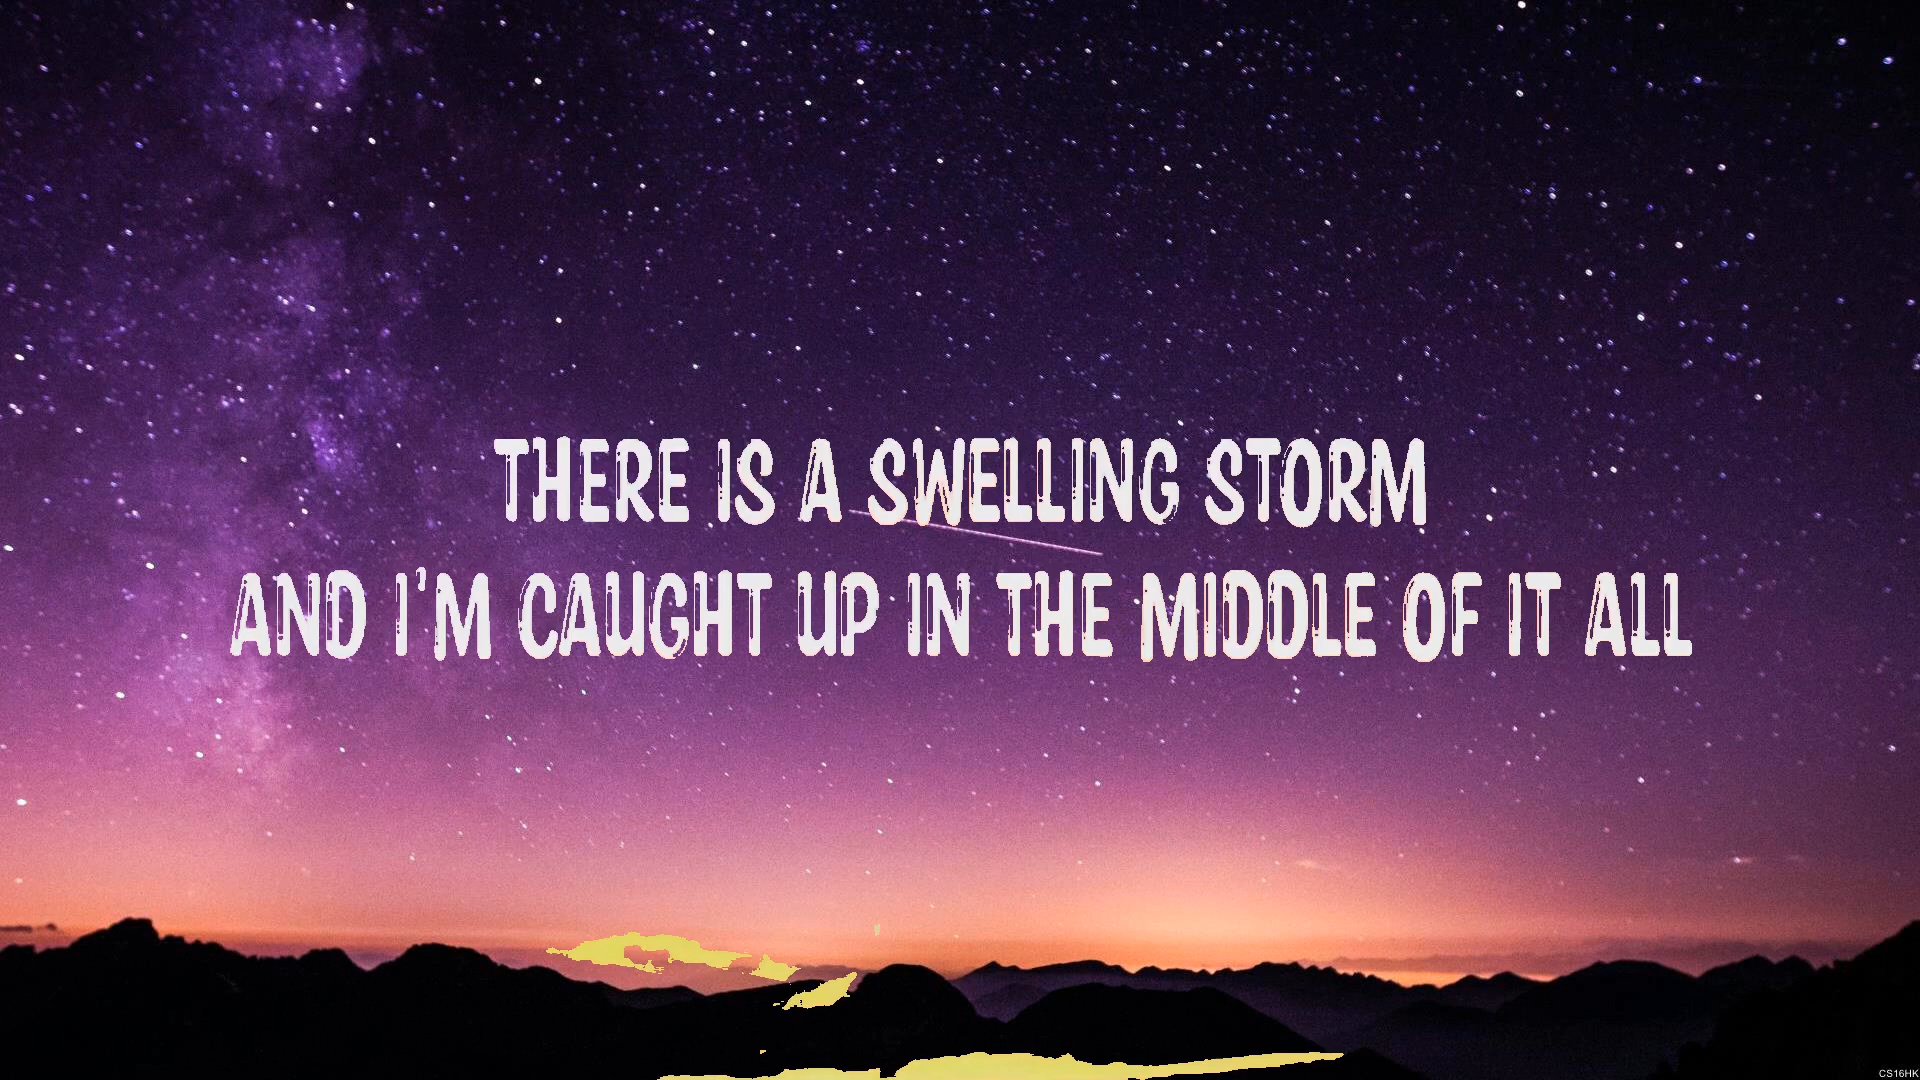 THERE IS A SWELLING STORM
AND I'M CAUGHT UP IN THE MIDDLE OF IT ALL
CS16HK